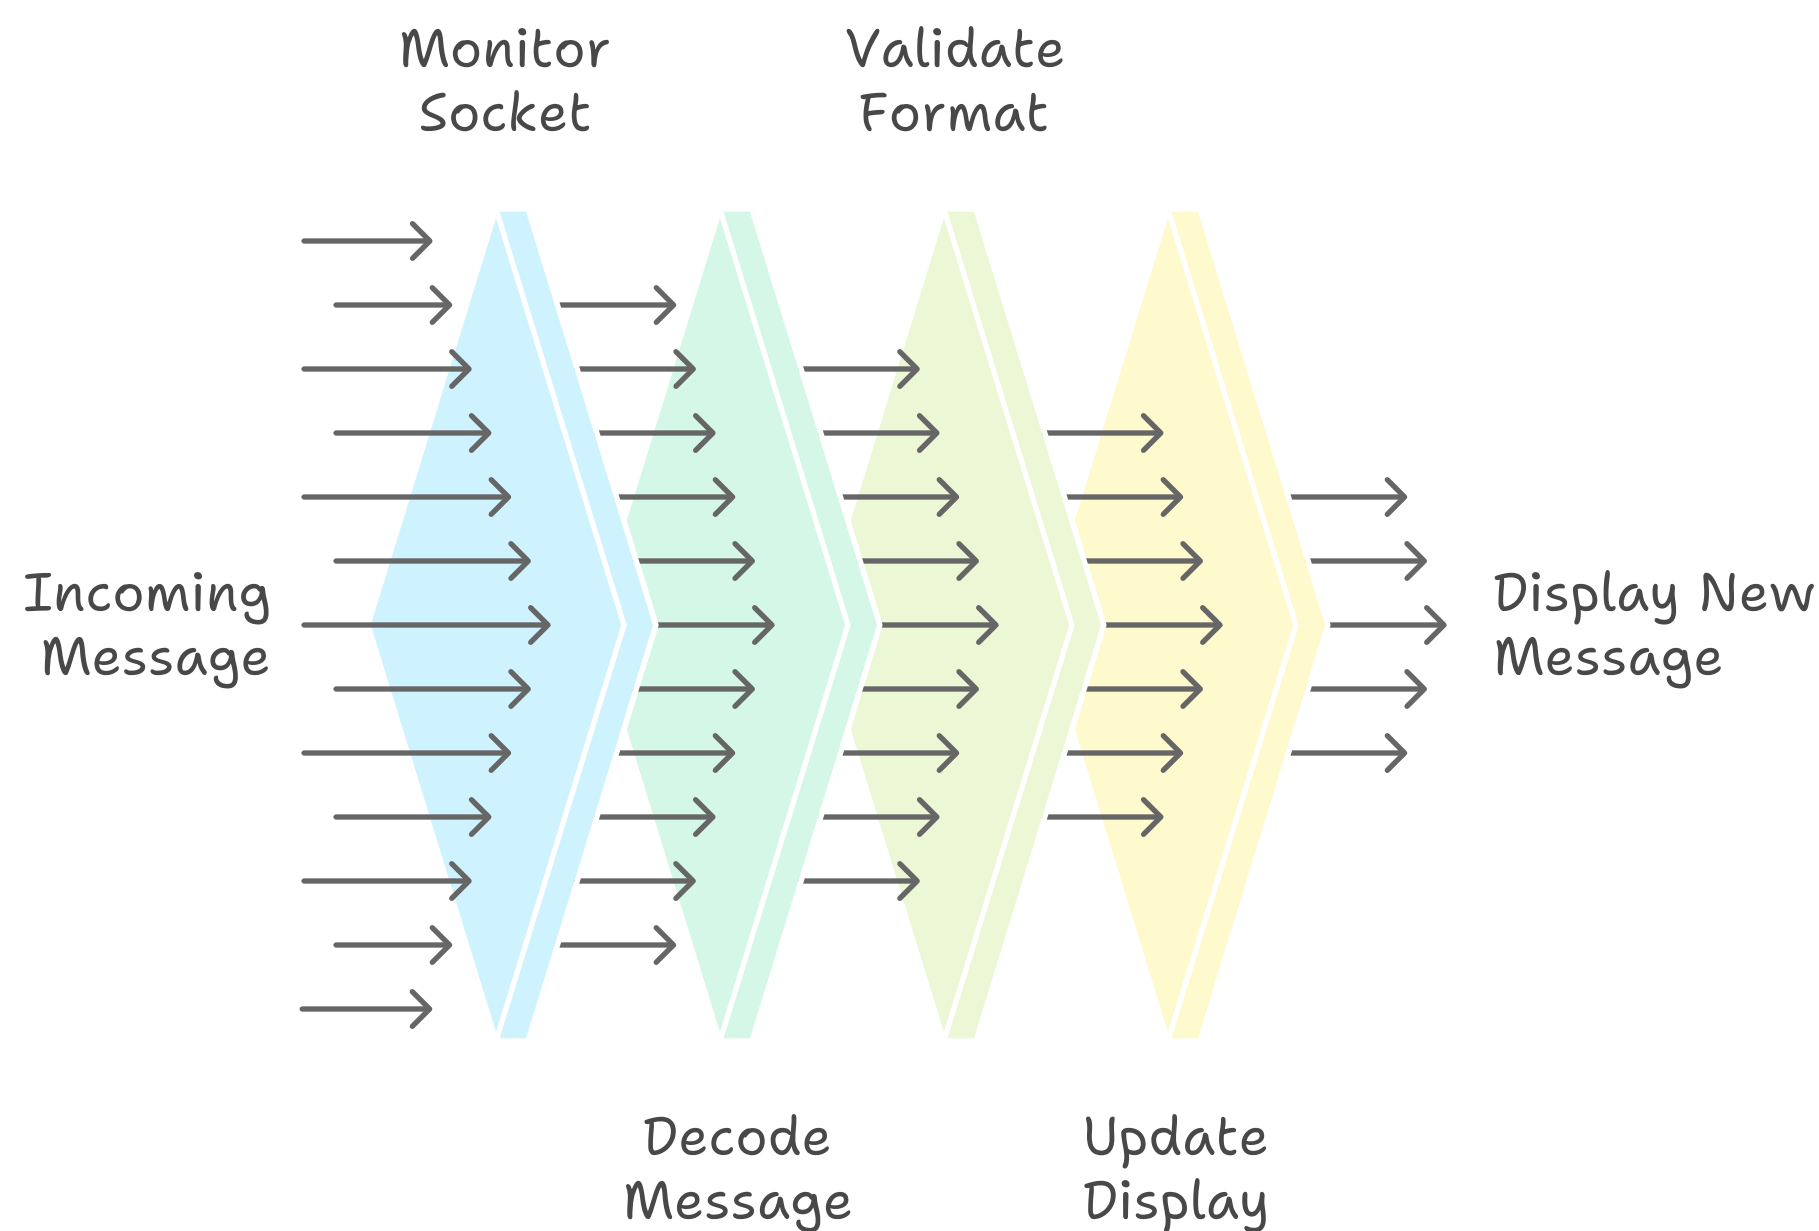 Monitor
Socket
Validate
Format
Incoming
Message
Display New
Message
Decode
Message
Update
Display